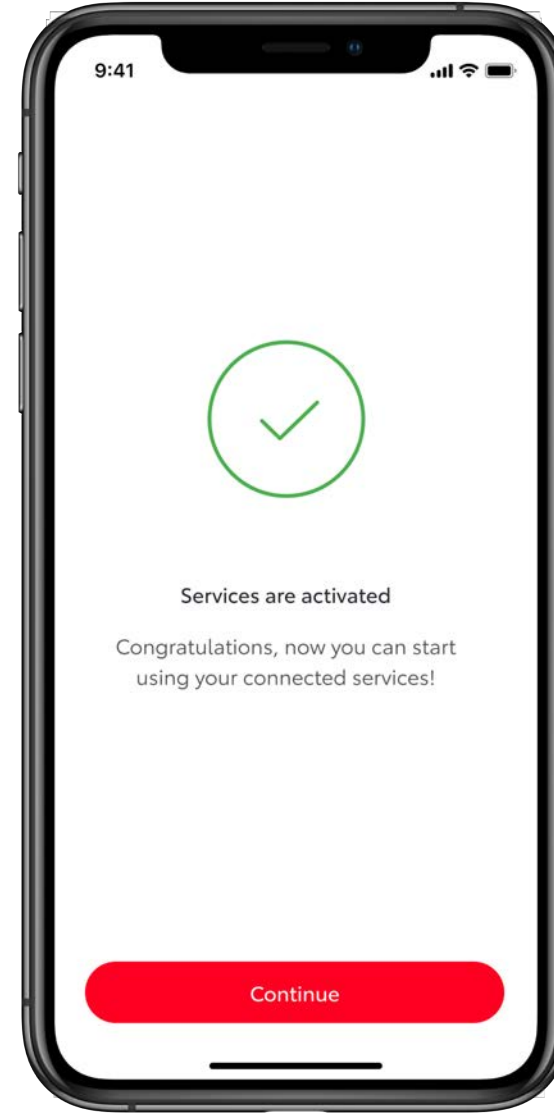 9:41
Services are activated
Congratulations, now you can start
using your connected services!
Continue